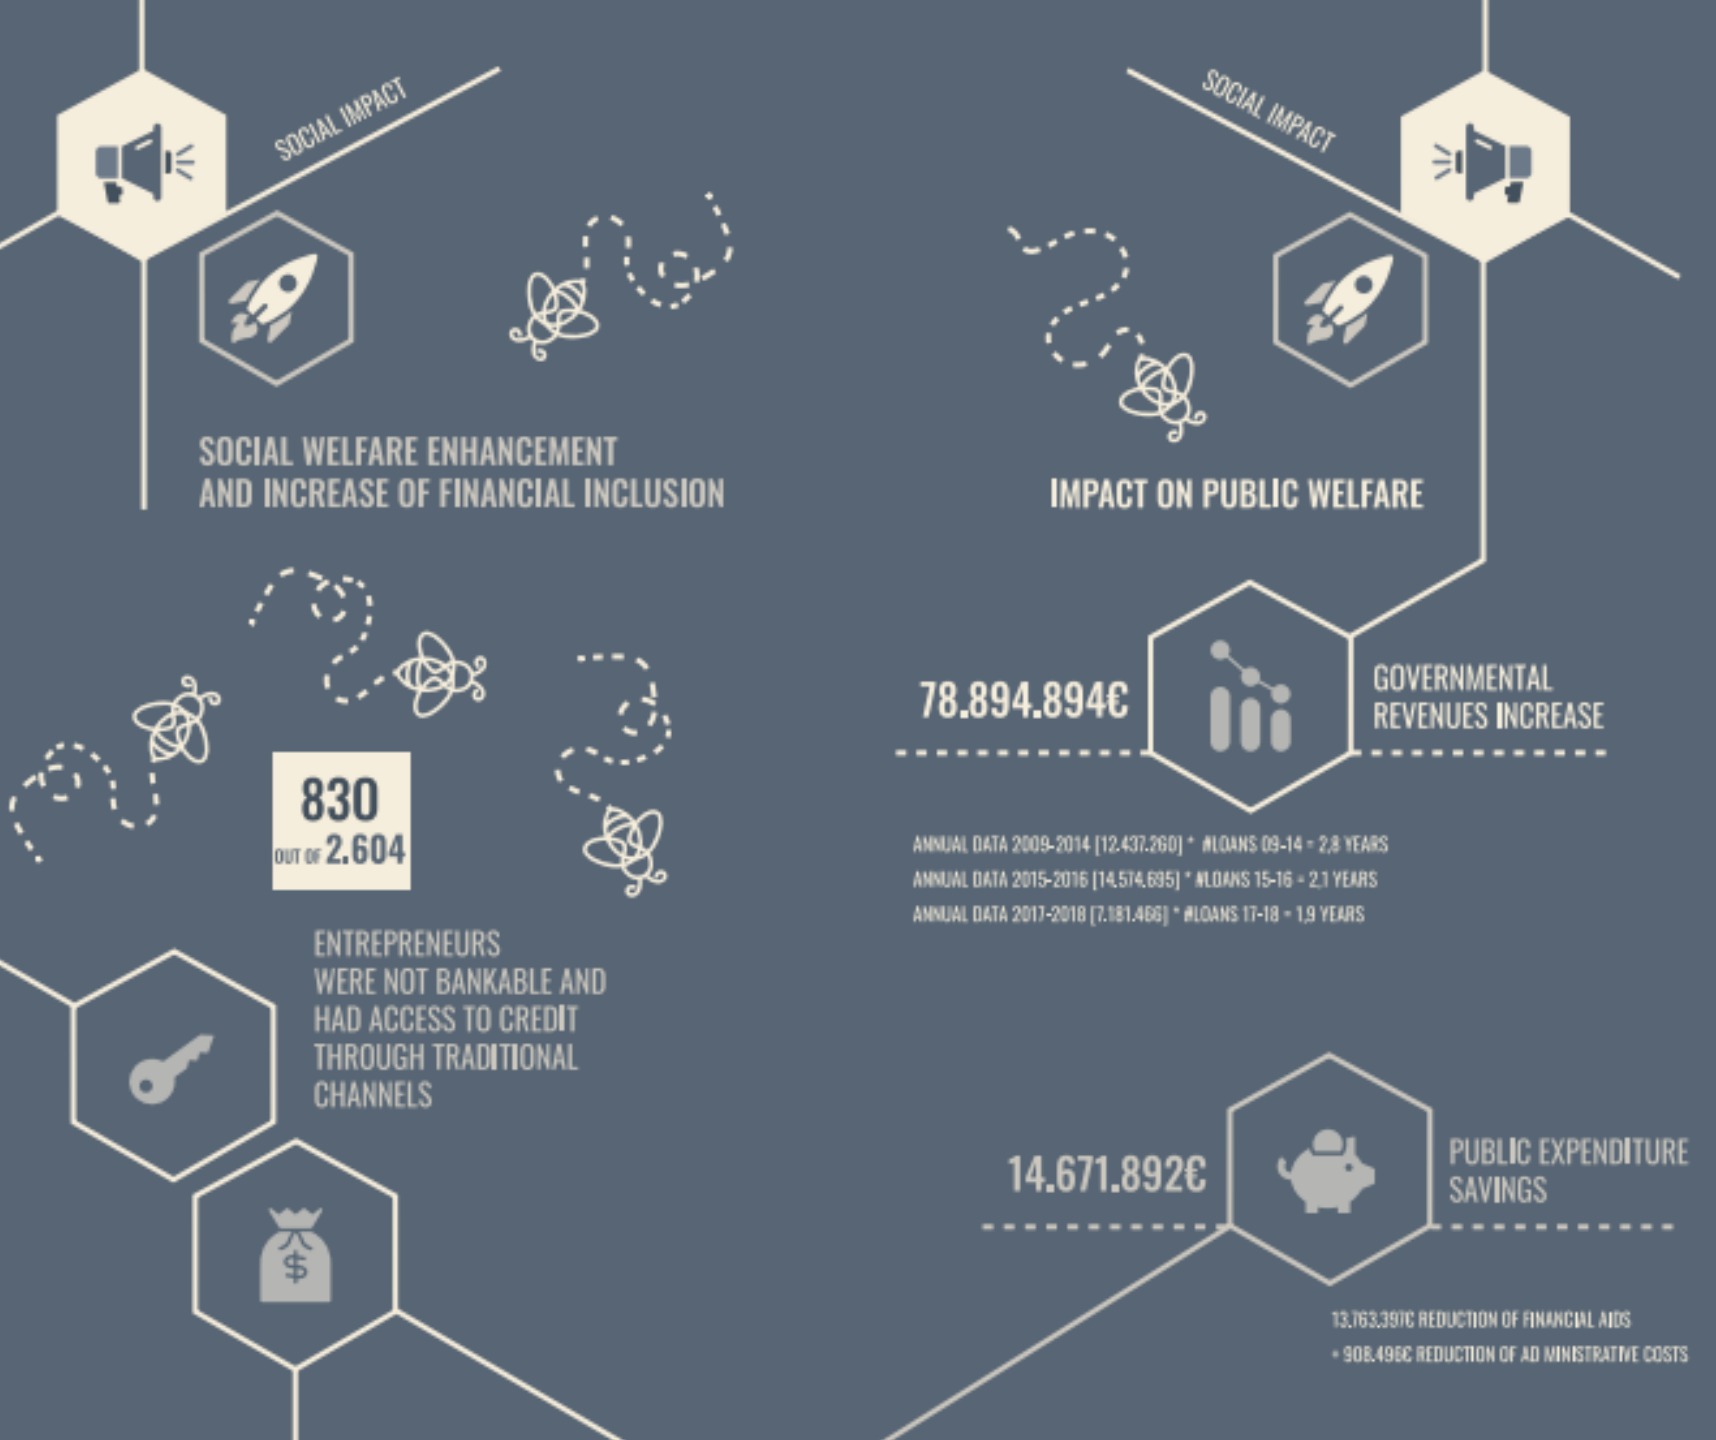 SOCIAL IMPACT
SOCIAL WELFARE ENHANCEMENT
AND INCREASE OF FINANCIAL INCLUSION
830
OUT OF 2.604
ENTREPRENEURS
WERE NOT BANKABLE AND
HAD ACCESS TO CREDIT
THROUGH TRADITIONAL
CHANNELS
$
SOCIAL IMPACT
IMPACT ON PUBLIC WELFARE
78.894.894€
GOVERNMENTAL
REVENUES INCREASE
ANNUAL DATA 2009-2014 [12.437.260] * #LOANS 09-14 = 2,8 YEARS
ANNUAL DATA 2015-2016 [14.574.695] * #LOANS 15-16 = 2,1 YEARS
ANNUAL DATA 2017-2018 [7.181.466] * #LOANS 17-18 = 1,9 YEARS
14.671.892€
PUBLIC EXPENDITURE
SAVINGS
13.763.397€ REDUCTION OF FINANCIAL AIDS
+ 908.496€ REDUCTION OF AD MINISTRATIVE COSTS